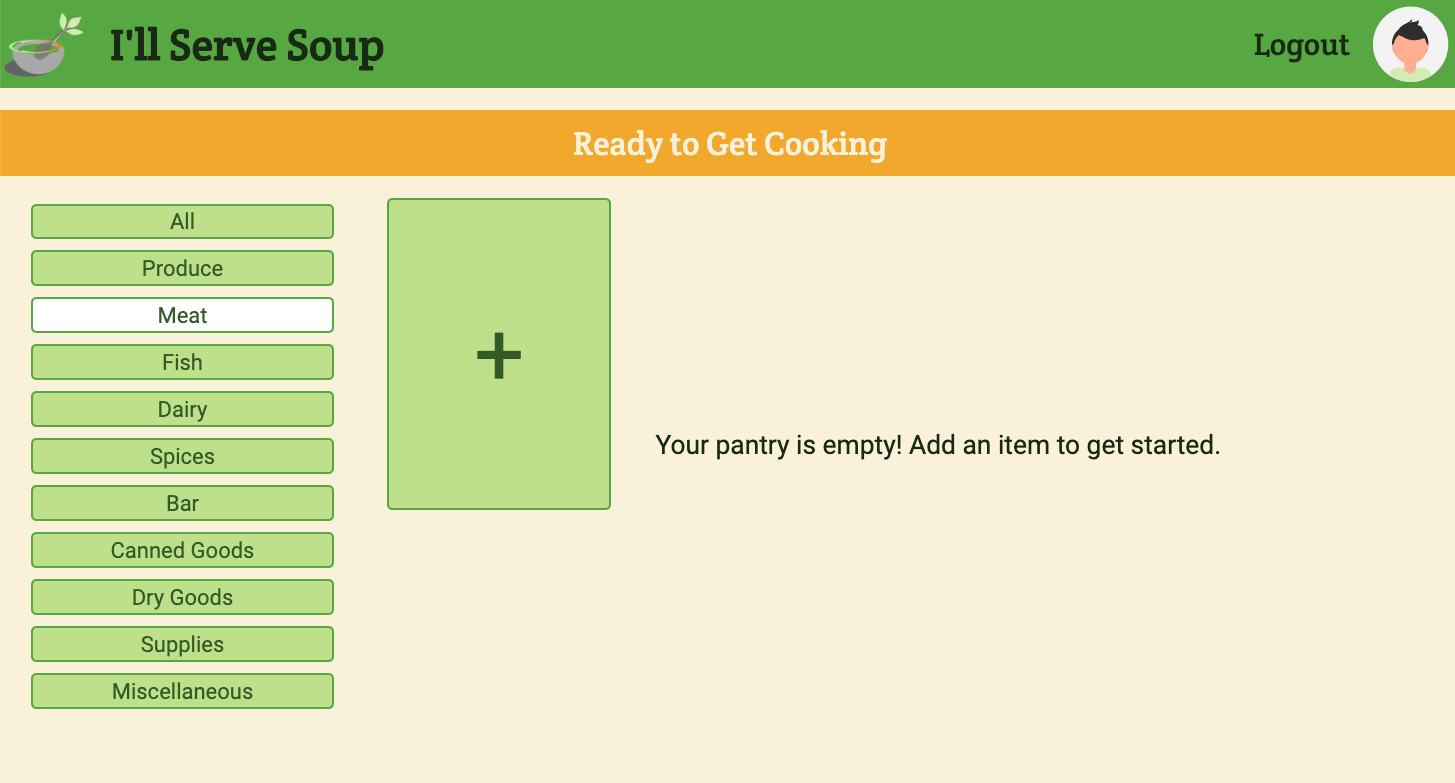 I'll Serve Soup
Logout
Ready to Get Cooking
All
Produce
Meat
Fish
Dairy
Spices
Bar
Canned Goods
Dry Goods
Supplies
Miscellaneous
+
Your pantry is empty! Add an item to get started.